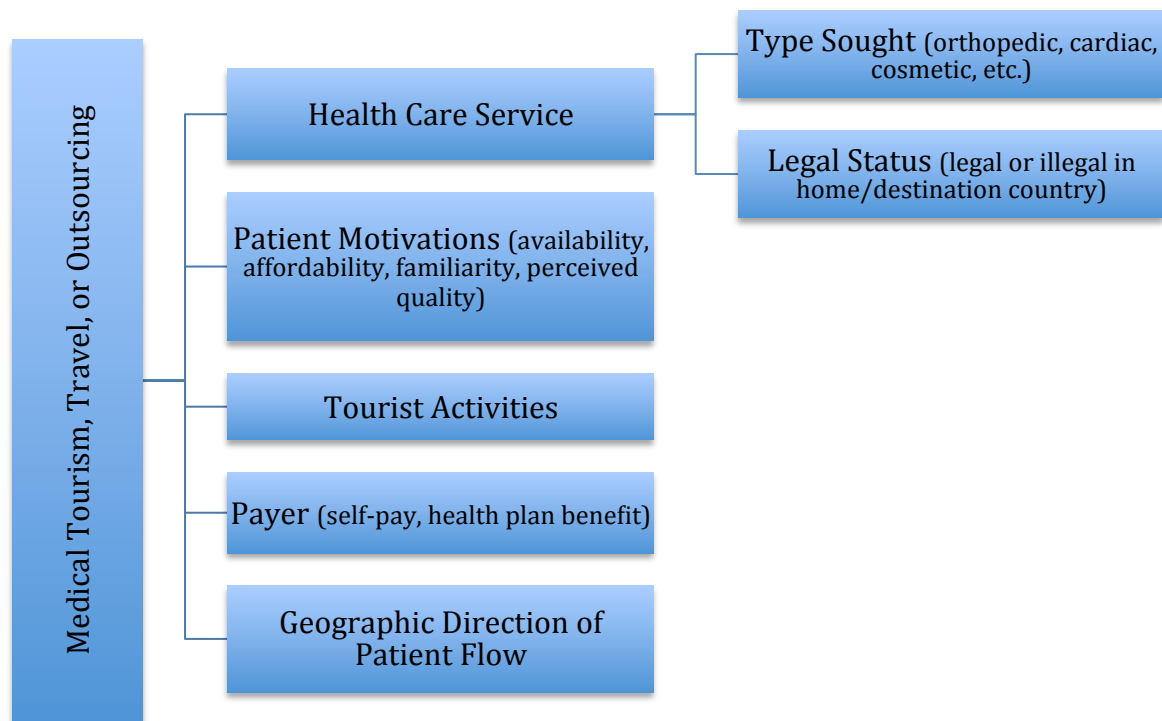 Medical Tourism, Travel, or Outsourcing
Health Care Service
Type Sought (orthopedic, cardiac,
cosmetic, etc.)
Legal Status (legal or illegal in
home/destination country)
Patient Motivations (availability,
affordability, familiarity, perceived
quality)
Tourist Activities
Payer (self-pay, health plan benefit)
Geographic Direction of
Patient Flow